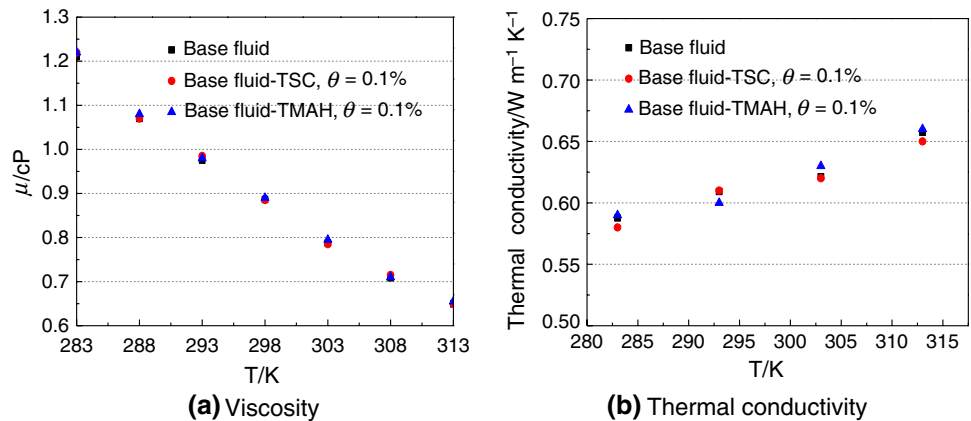 1.3
1.2
1.1
1.0
0.9
0.8
0.7
0.6
μ/cP
Base fluid
Base fluid-TSC, θ = 0.1%
Base fluid-TMAH, θ = 0.1%
283 288 293 298 303 308 313
T/K
(a) Viscosity
0.75
0.70
0.65
0.60
0.55
0.50
Thermal conductivity/W m⁻¹ K⁻¹
Base fluid
Base fluid-TSC, θ = 0.1%
Base fluid-TMAH, θ = 0.1%
280 285 290 295 300 305 310 315
T/K
(b) Thermal conductivity